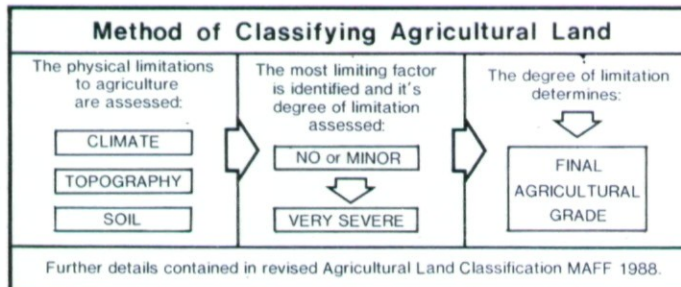 Method of Classifying Agricultural Land
The physical limitations
to agriculture
are assessed:
CLIMATE
TOPOGRAPHY
SOIL
The most limiting factor
is identified and it's
degree of limitation
assessed:
NO or MINOR
VERY SEVERE
The degree of limitation
determines:
FINAL
AGRICULTURAL
GRADE
Further details contained in revised Agricultural Land Classification MAFF 1988.